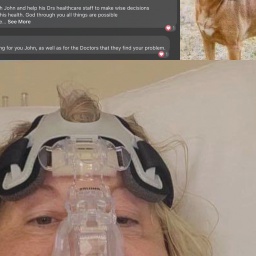 h John and help his Drs healthcare staff to make wise decisions
his health. God through you all things are possible
e... See More
ng for you John, as well as for the Doctors that they find your problem.